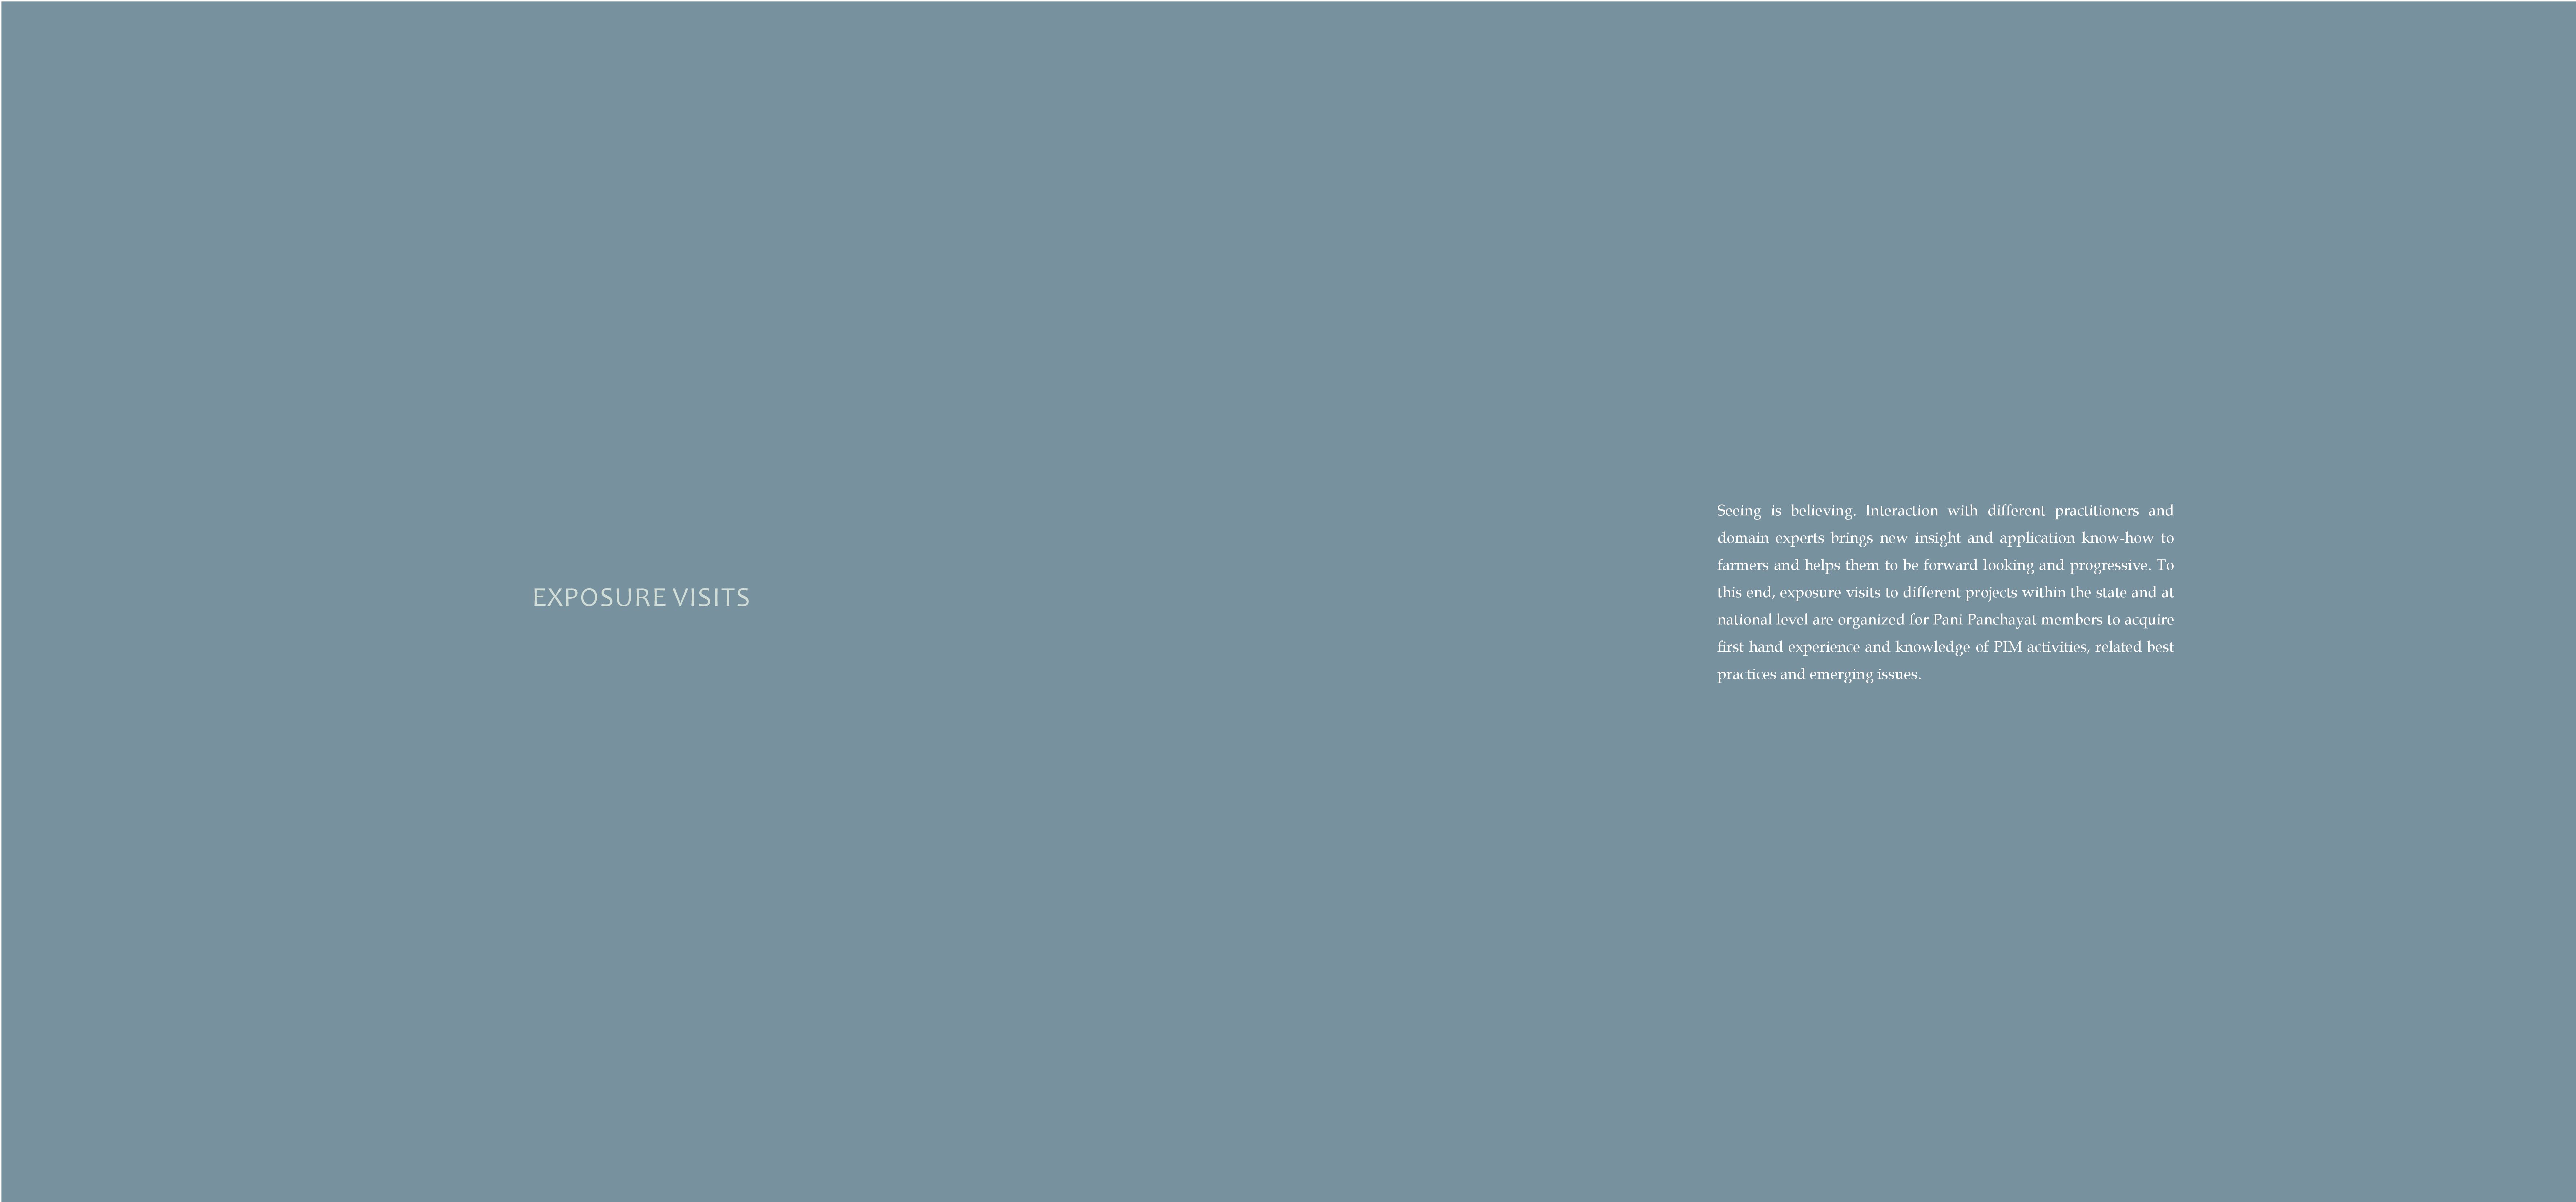 EXPOSURE VISITS
Seeing is believing. Interaction with different practitioners and
domain experts brings new insight and application know-how to
farmers and helps them to be forward looking and progressive. To
this end, exposure visits to different projects within the state and at
national level are organized for Pani Panchayat members to acquire
first hand experience and knowledge of PIM activities, related best
practices and emerging issues.